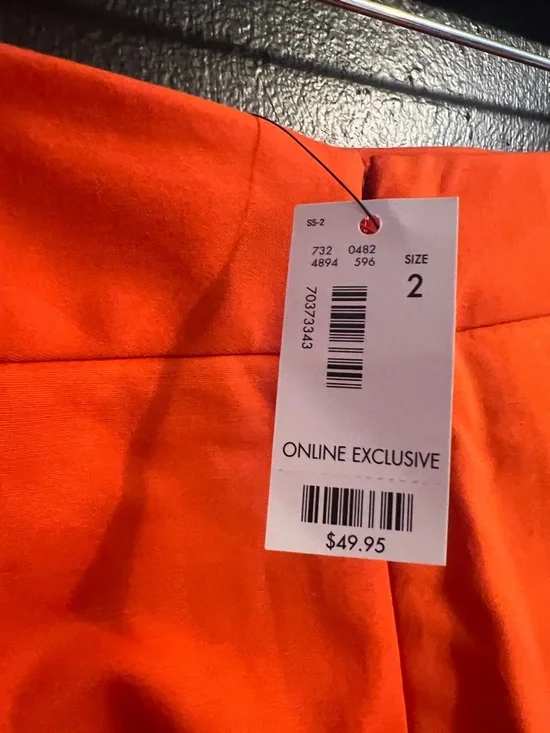 S5-2
732 0482
4894 596
SIZE
2
70373343
ONLINE EXCLUSIVE
$49.95